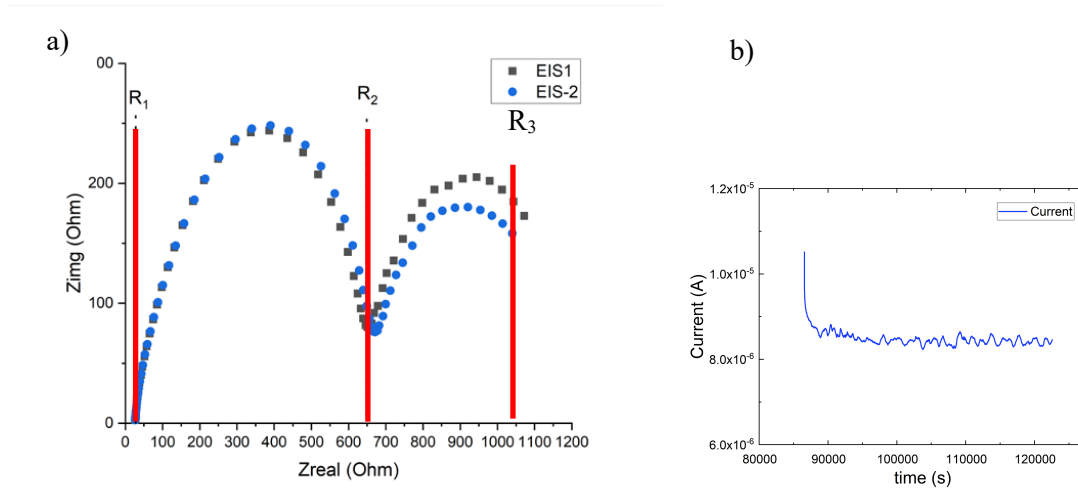 a)
b)
00
R₁
R₂
EIS1
EIS-2
R₃
200
100
0
Zimg (Ohm)
0 100 200 300 400 500 600 700 800 900 1000 1100 1200
Zreal (Ohm)
1.2x10⁻⁵
Current
1.0x10⁻⁵
8.0x10⁻⁶
6.0x10⁻⁶
Current (A)
80000 90000 100000 110000 120000
time (s)